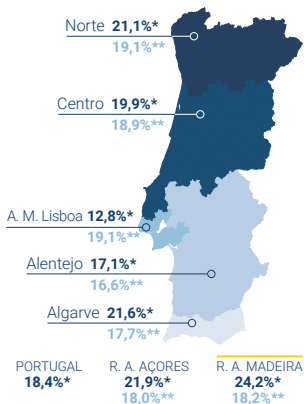 Norte 21,1%*
19,1%**
Centro 19,9%*
18,9%**
A. M. Lisboa 12,8%*
19,1%**
Alentejo 17,1%*
16,6%**
Algarve 21,6%*
17,7%**
PORTUGAL R. A. AÇORES R. A. MADEIRA
18,4%* 21,9%* 24,2%*
18,0%** 18,2%**